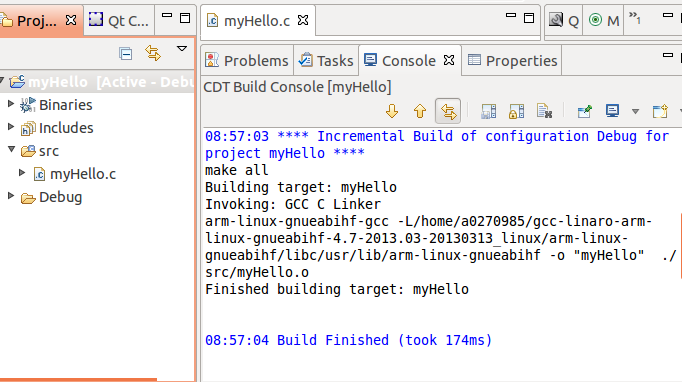 Proj...
Qt C...
myHello [Active - Debu
Binaries
Includes
src
myHello.c
Debug
myHello.c
Q
M
»1
Problems
Tasks
Console
Properties
CDT Build Console [myHello]
08:57:03 **** Incremental Build of configuration Debug for
project myHello ****
make all
Building target: myHello
Invoking: GCC C Linker
arm-linux-gnueabihf-gcc -L/home/a0270985/gcc-linaro-arm-
linux-gnueabihf-4.7-2013.03-20130313_linux/arm-linux-
gnueabihf/libc/usr/lib/arm-linux-gnueabihf -o "myHello"  ./
src/myHello.o
Finished building target: myHello
08:57:04 Build Finished (took 174ms)